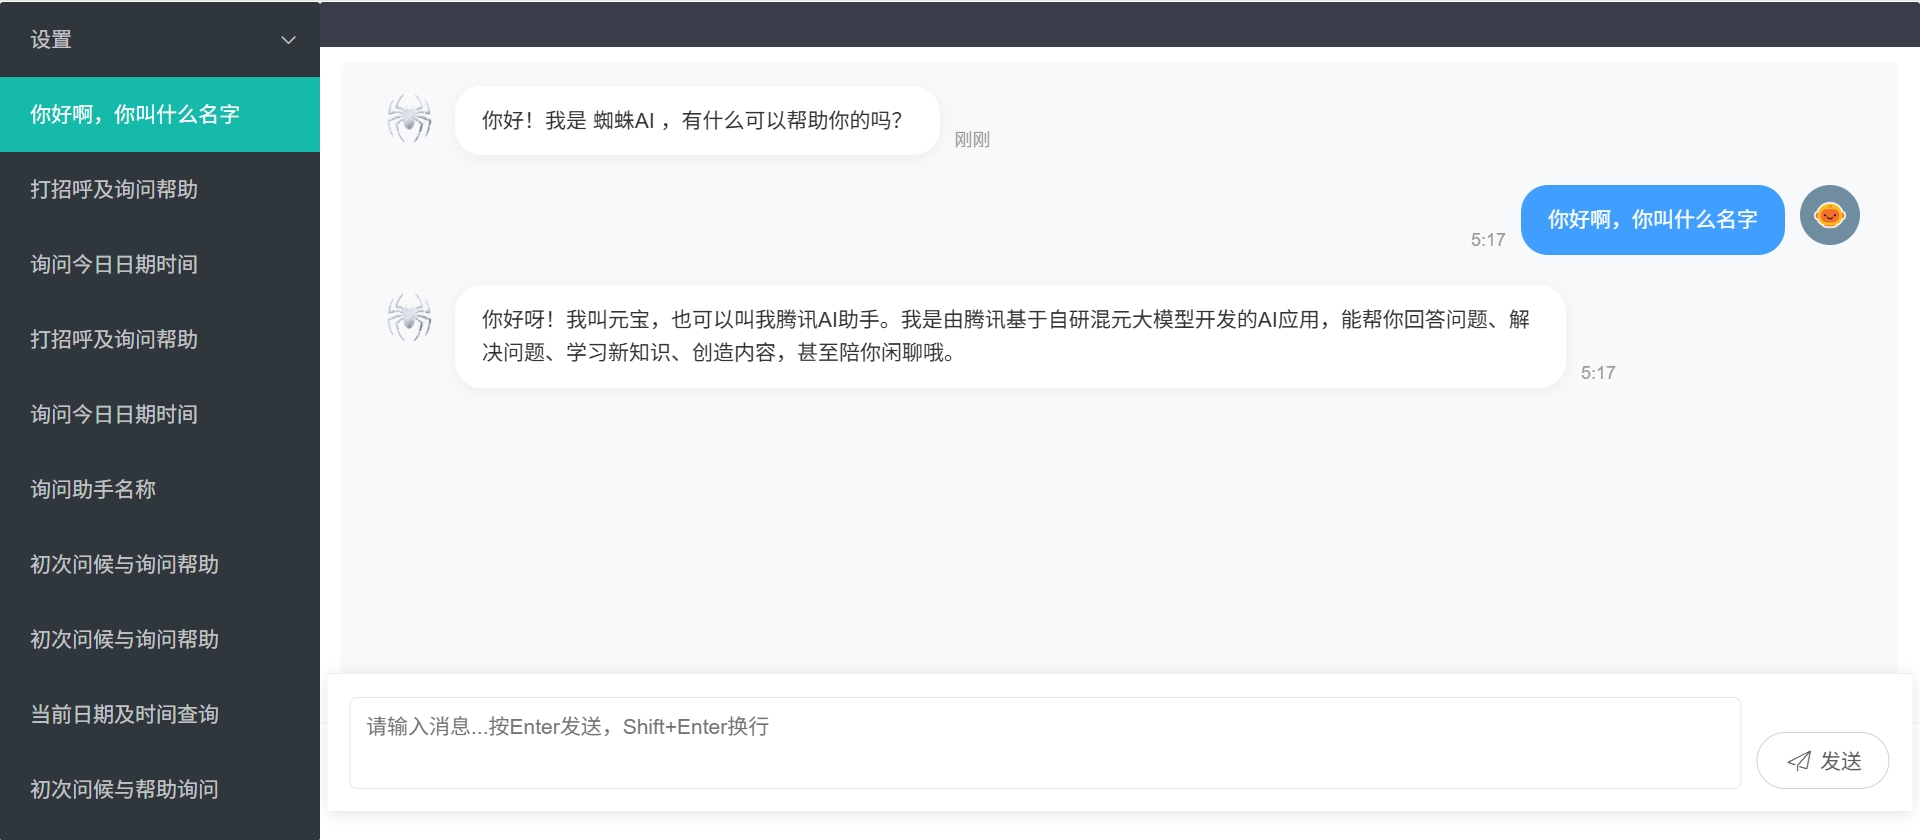 设置
你好啊，你叫什么名字
打招呼及询问帮助
询问今日日期时间
打招呼及询问帮助
询问今日日期时间
询问助手名称
初次问候与询问帮助
初次问候与询问帮助
当前日期及时间查询
初次问候与帮助询问
你好！我是 蜘蛛AI ，有什么可以帮助你的吗？
刚刚
你好啊，你叫什么名字
5:17
你好呀！我叫元宝，也可以叫我腾讯AI助手。我是由腾讯基于自研混元大模型开发的AI应用，能帮你回答问题、解
决问题、学习新知识、创造内容，甚至陪你闲聊哦。
5:17
请输入消息...按Enter发送，Shift+Enter换行
发送